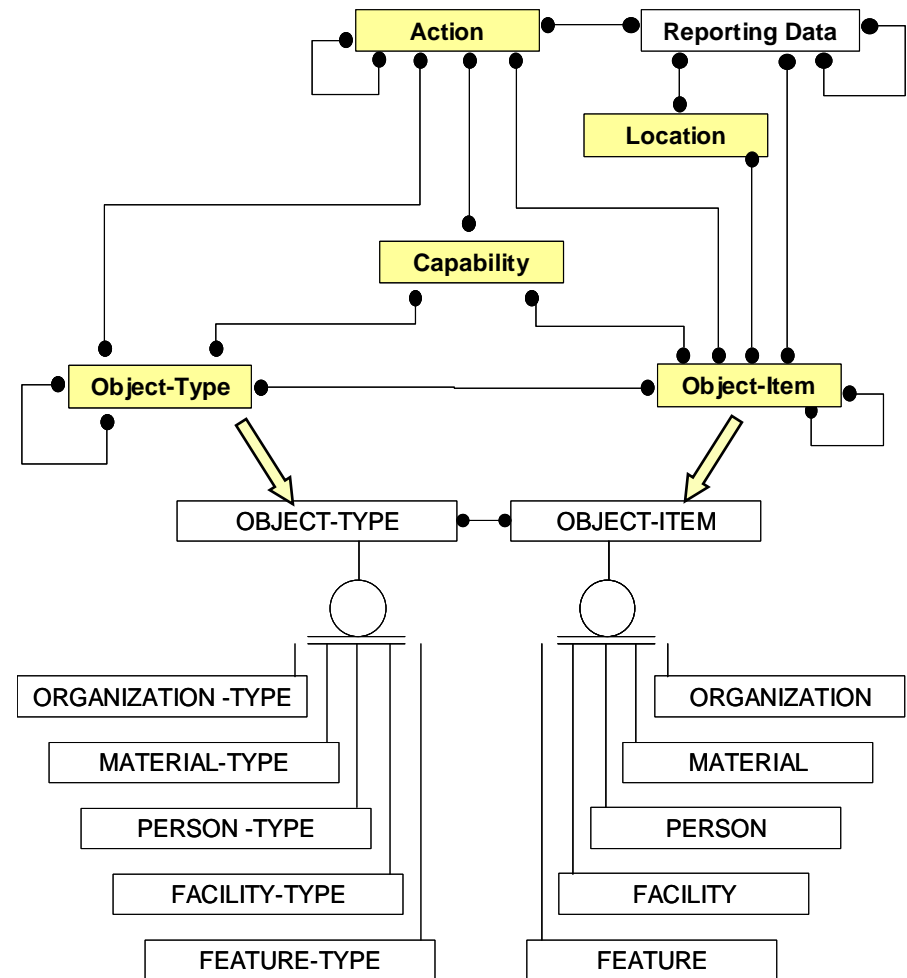 Action
Reporting Data
Location
Capability
Object-Type
Object-Item
OBJECT-TYPE
OBJECT-ITEM
ORGANIZATION -TYPE
ORGANIZATION
MATERIAL-TYPE
MATERIAL
PERSON -TYPE
PERSON
FACILITY-TYPE
FACILITY
FEATURE-TYPE
FEATURE